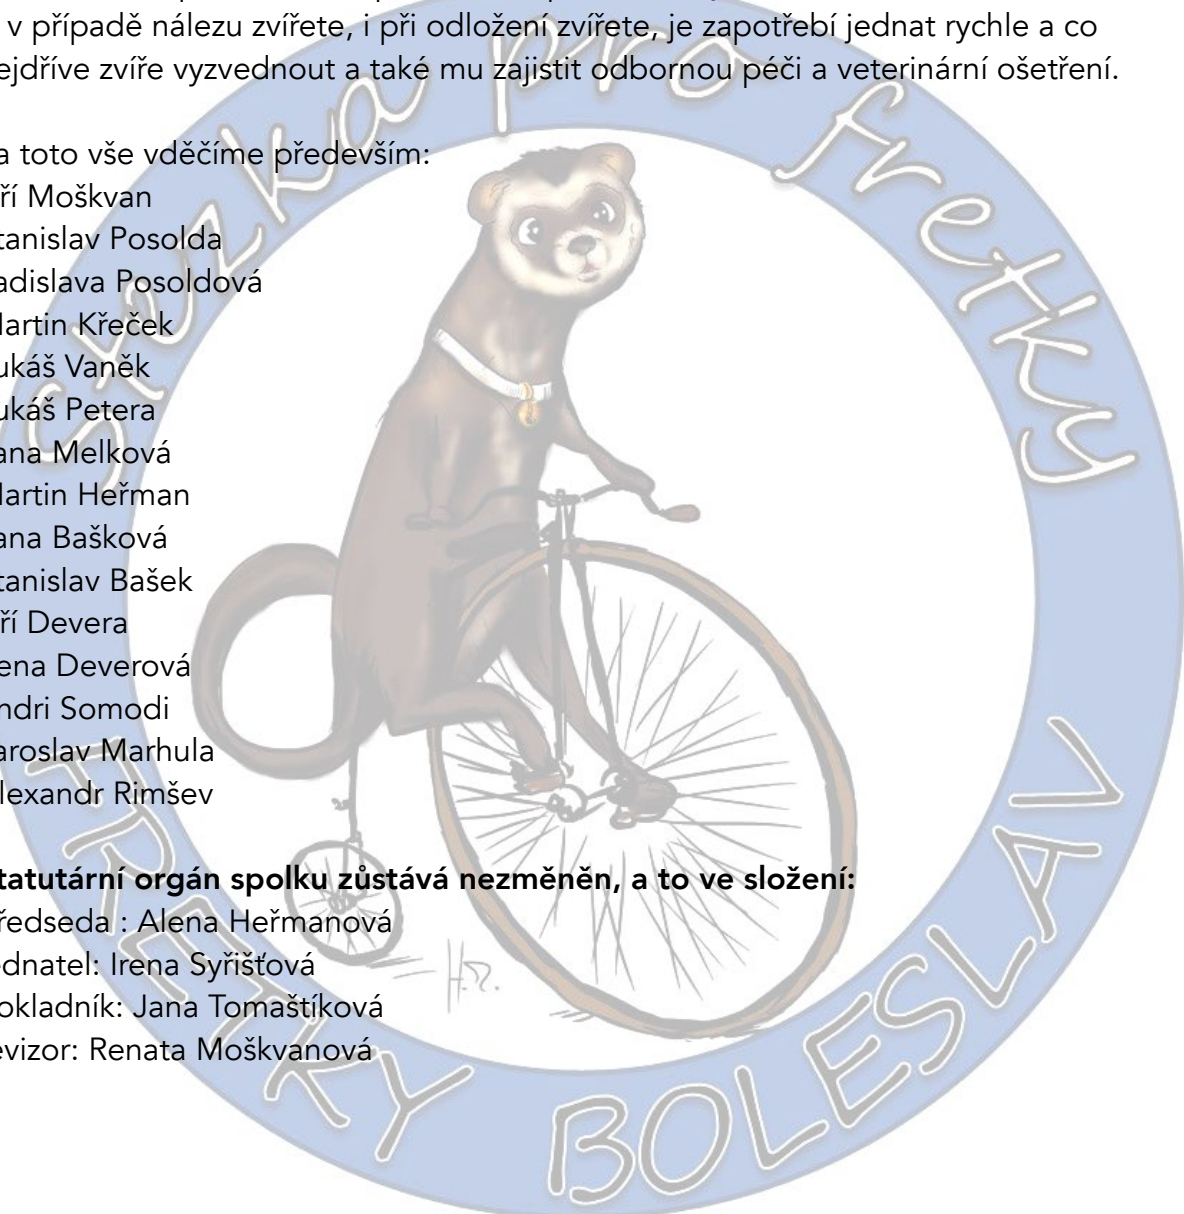 v případě nálezu zvířete, i při odložení zvířete, je zapotřebí jednat rychle a co
ejdříve zvíře vyzvednout a také mu zajistit odbornou péči a veterinární ošetření.
a toto vše vděčíme především:
ří Moškvan
tanislav Posolda
adislava Posoldová
artin Křeček
ukáš Vaněk
ukáš Petera
ana Melková
artin Heřman
ana Bašková
tanislav Bašek
ří Devera
ena Deverová
ndri Somodi
aroslav Marhula
lexandr Rimšev
tatutární orgán spolku zůstává nezměněn, a to ve složení:
ředseda : Alena Heřmanová
ednatel: Irena Syřišťová
okladník: Jana Tomaštíková
evizor: Renata Moškvanová
Stezka pro fretky
FRETKY BOLESLAV